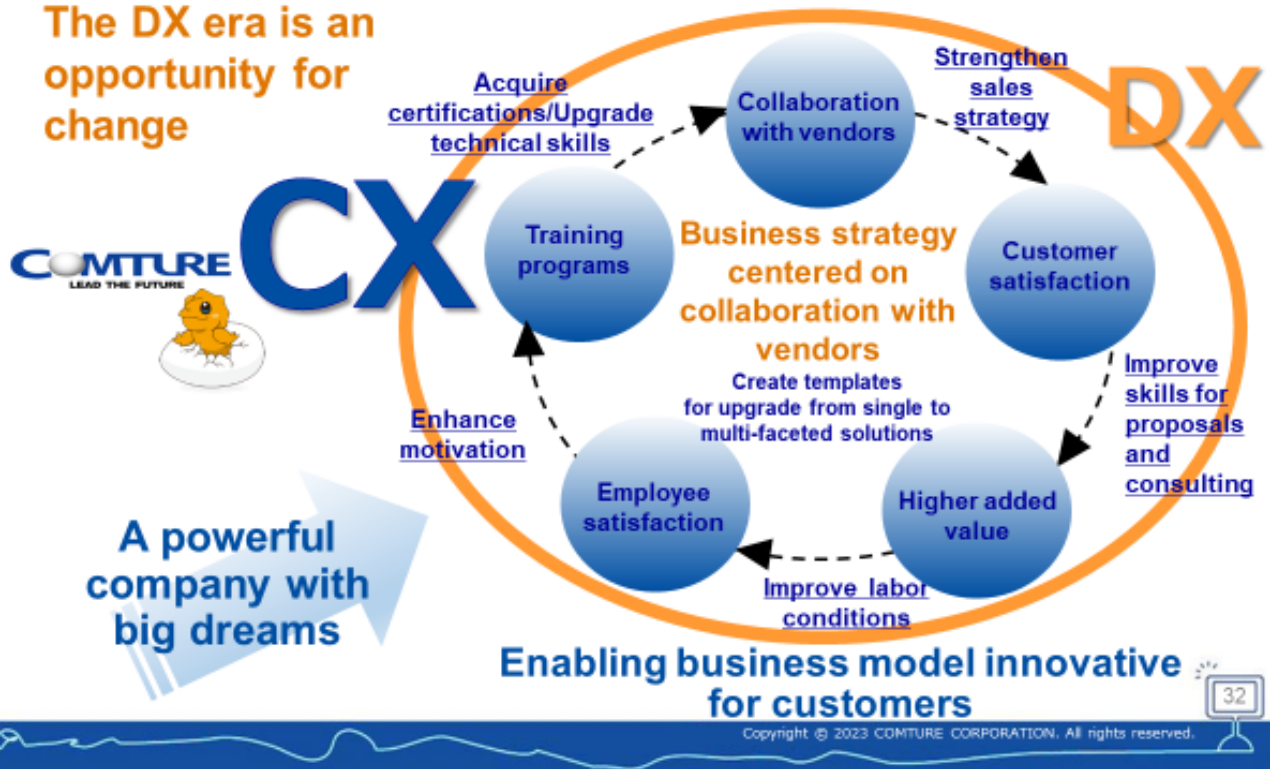 The DX era is an
opportunity for
change
Acquire
certifications/Upgrade
technical skills
Collaboration
with vendors
Strengthen
sales
strategy
DX
CX
COMTURE
LEAD THE FUTURE
Training
programs
Business strategy
centered on
collaboration with
vendors
Customer
satisfaction
Create templates
for upgrade from single to
multi-faceted solutions
Improve
skills for
proposals
and
consulting
Enhance
motivation
Employee
satisfaction
Higher added
value
Improve labor
conditions
A powerful
company with
big dreams
Enabling business model innovative
for customers
32
Copyright © 2023 COMTURE CORPORATION. All rights reserved.